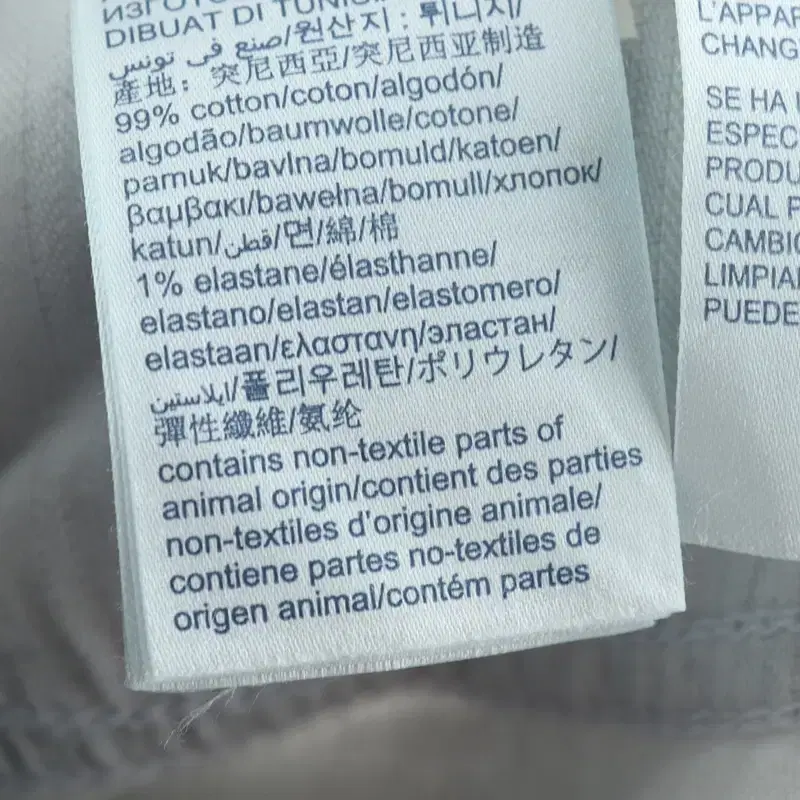 DIBUAT DI TUNISIA/
صنع في تونس/원산지 : 튀니지/
產地：突尼西亞/突尼西亚制造
99% cotton/coton/algodón/
algodão/baumwolle/cotone/
pamuk/bavlna/bomuld/katoen/
βαμβακι/bawełna/bomull/хлопок/
katun/قطن/면/綿/棉
1% elastane/élasthanne/
elastano/elastan/elastomero/
elastaan/ελαστανη/эластан/
ايلاستين/폴리우레탄/ポリウレタン/
彈性纖維/氨纶
contains non-textile parts of
animal origin/contient des parties
non-textiles d'origine animale/
contiene partes no-textiles de
origen animal/contém partes
L'APPAR
CHANG
SE HA
ESPEC
PRODU
CUAL P
CAMBIO
LIMPIA
PUEDE